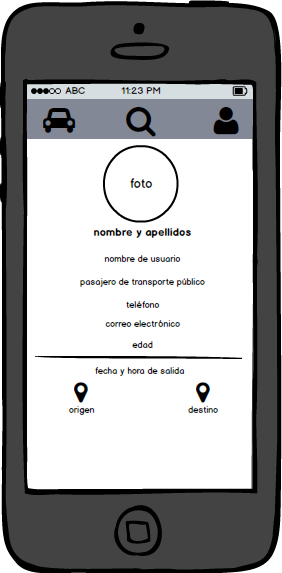 ABC 11:23 PM
foto
nombre y apellidos
nombre de usuario
pasajero de transporte público
teléfono
correo electrónico
edad
fecha y hora de salida
origen destino